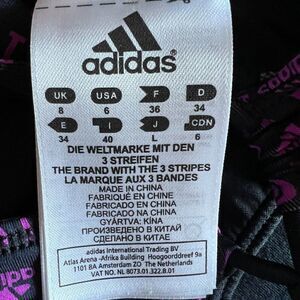 adidas
UK USA F D
8 6 36 34
E I J CDN
34 40 L 6
DIE WELTMARKE MIT DEN
3 STREIFEN
THE BRAND WITH THE 3 STRIPES
LA MARQUE AUX 3 BANDES
MADE IN CHINA
FABRIQUÉ EN CHINE
FABRICADO EN CHINA
FABRICADO NA CHINA
GYÁRTVA: KÍNA
ПРОИЗВЕДЕНО В КИТАЙ
СДЕЛАНО В КИТАЕ
adidas International Trading BV
Atlas Arena -Afrika Building Hoogoorddreef 9a
1101 BA Amsterdam ZO The Netherlands
VAT NO. NL 8073.01.322.B.01